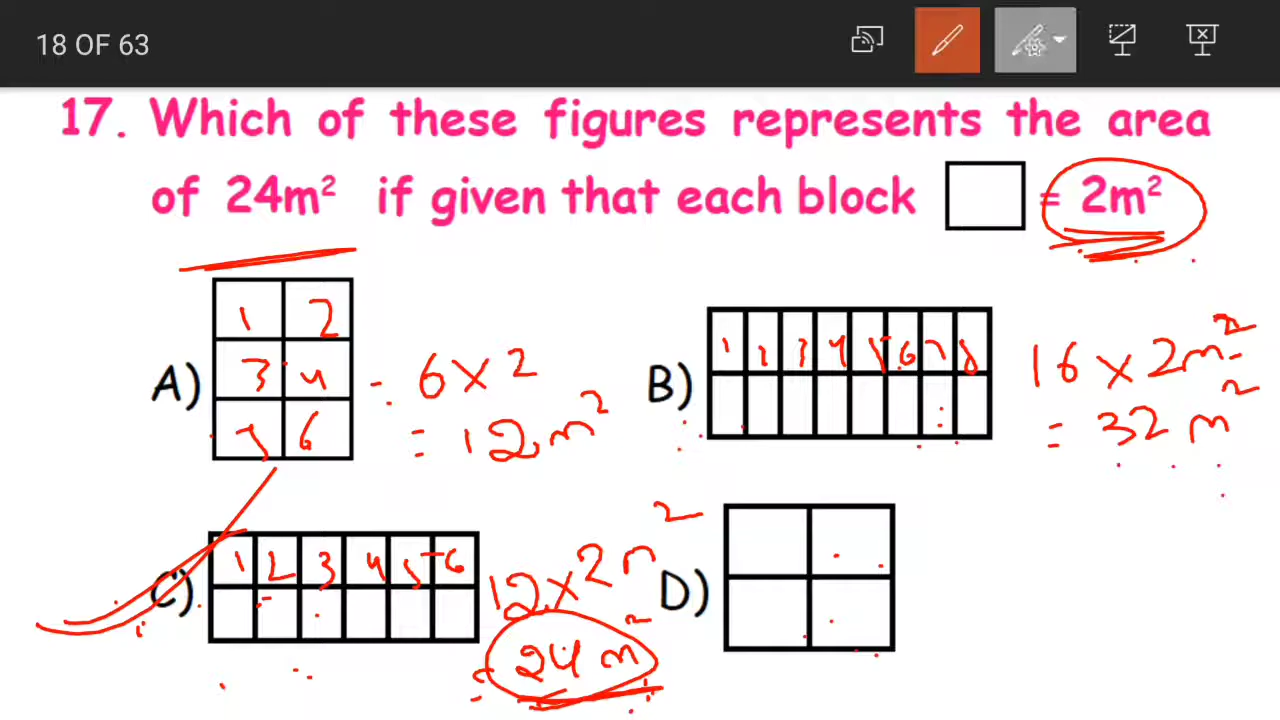 18 OF 63
17. Which of these figures represents the area
of 24m² if given that each block = 2m²
A)
1 2
3 4
5 6
= 6 x 2
= 12 m²
B)
1 2 3 4 5 6 7 8
16 x 2m²
= 32 m²
C)
1 2 3 4 5 6
12 x 2m²
= 24 m²
D)